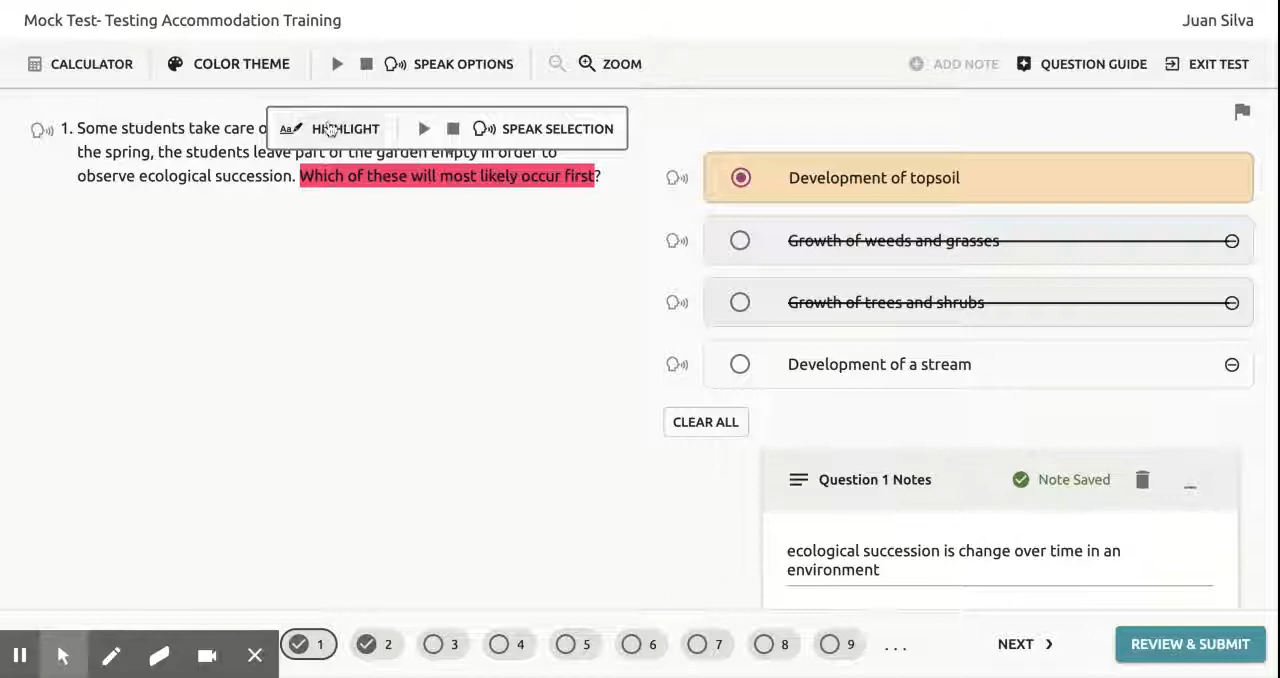 Mock Test- Testing Accommodation Training
Juan Silva
CALCULATOR
COLOR THEME
SPEAK OPTIONS
ZOOM
ADD NOTE
QUESTION GUIDE
EXIT TEST
HIGHLIGHT
SPEAK SELECTION
1. Some students take care o
the spring, the students leave part of the garden empty in order to
observe ecological succession. Which of these will most likely occur first?
Development of topsoil
Growth of weeds and grasses
Growth of trees and shrubs
Development of a stream
CLEAR ALL
Question 1 Notes
Note Saved
ecological succession is change over time in an
environment
1 2 3 4 5 6 7 8 9 ...
NEXT
REVIEW & SUBMIT